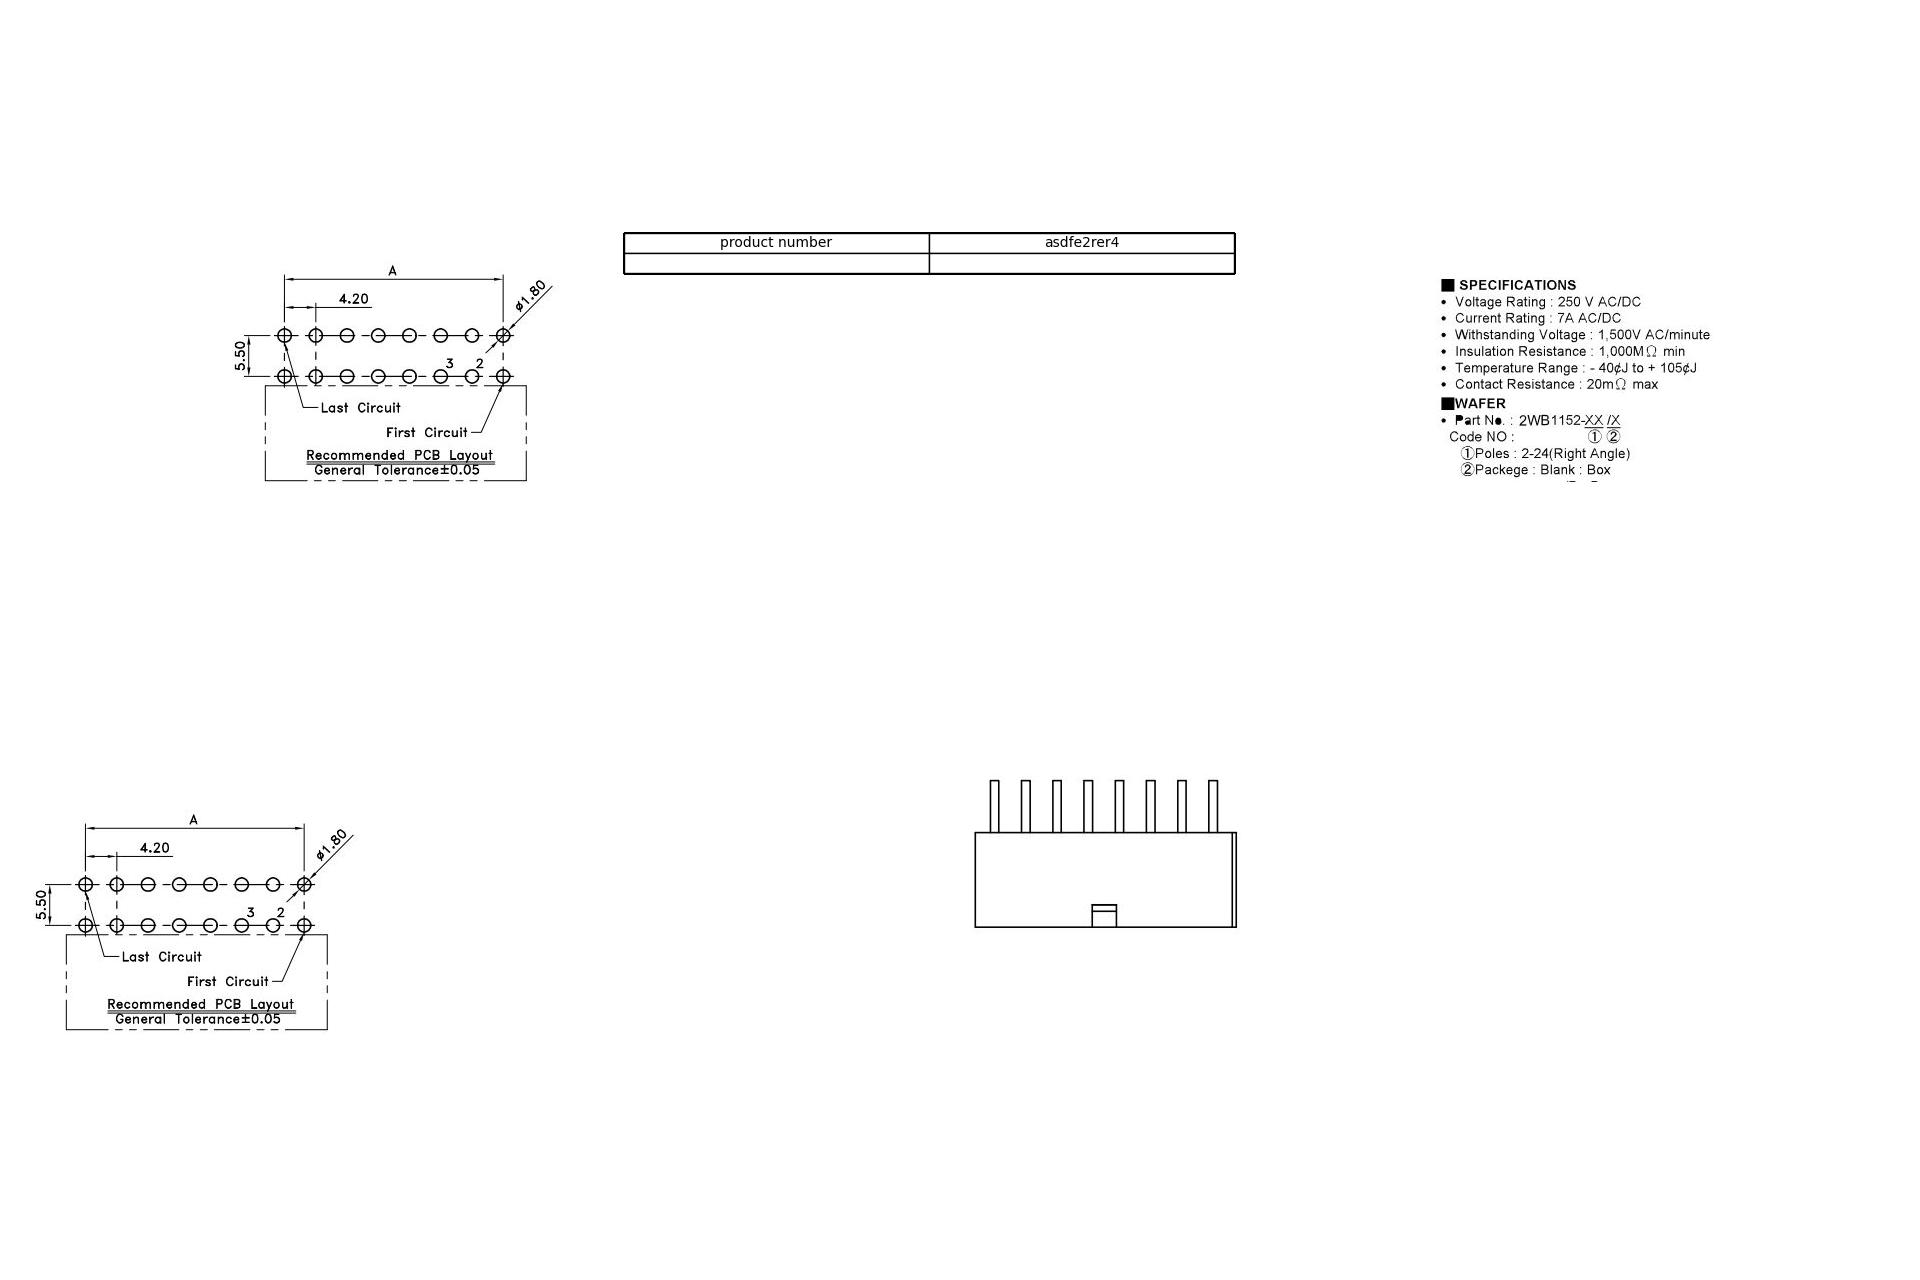 product number asdfe2rer4
A
4.20
ø1.80
5.50
3 2
Last Circuit
First Circuit
Recommended PCB Layout
General Tolerance±0.05
■ SPECIFICATIONS
• Voltage Rating : 250 V AC/DC
• Current Rating : 7A AC/DC
• Withstanding Voltage : 1,500V AC/minute
• Insulation Resistance : 1,000MΩ min
• Temperature Range : - 40¢J to + 105¢J
• Contact Resistance : 20mΩ max
■WAFER
• Part No. : 2WB1152-XX /X
Code NO : ① ②
①Poles : 2-24(Right Angle)
②Packege : Blank : Box
A
4.20
ø1.80
5.50
3 2
Last Circuit
First Circuit
Recommended PCB Layout
General Tolerance±0.05